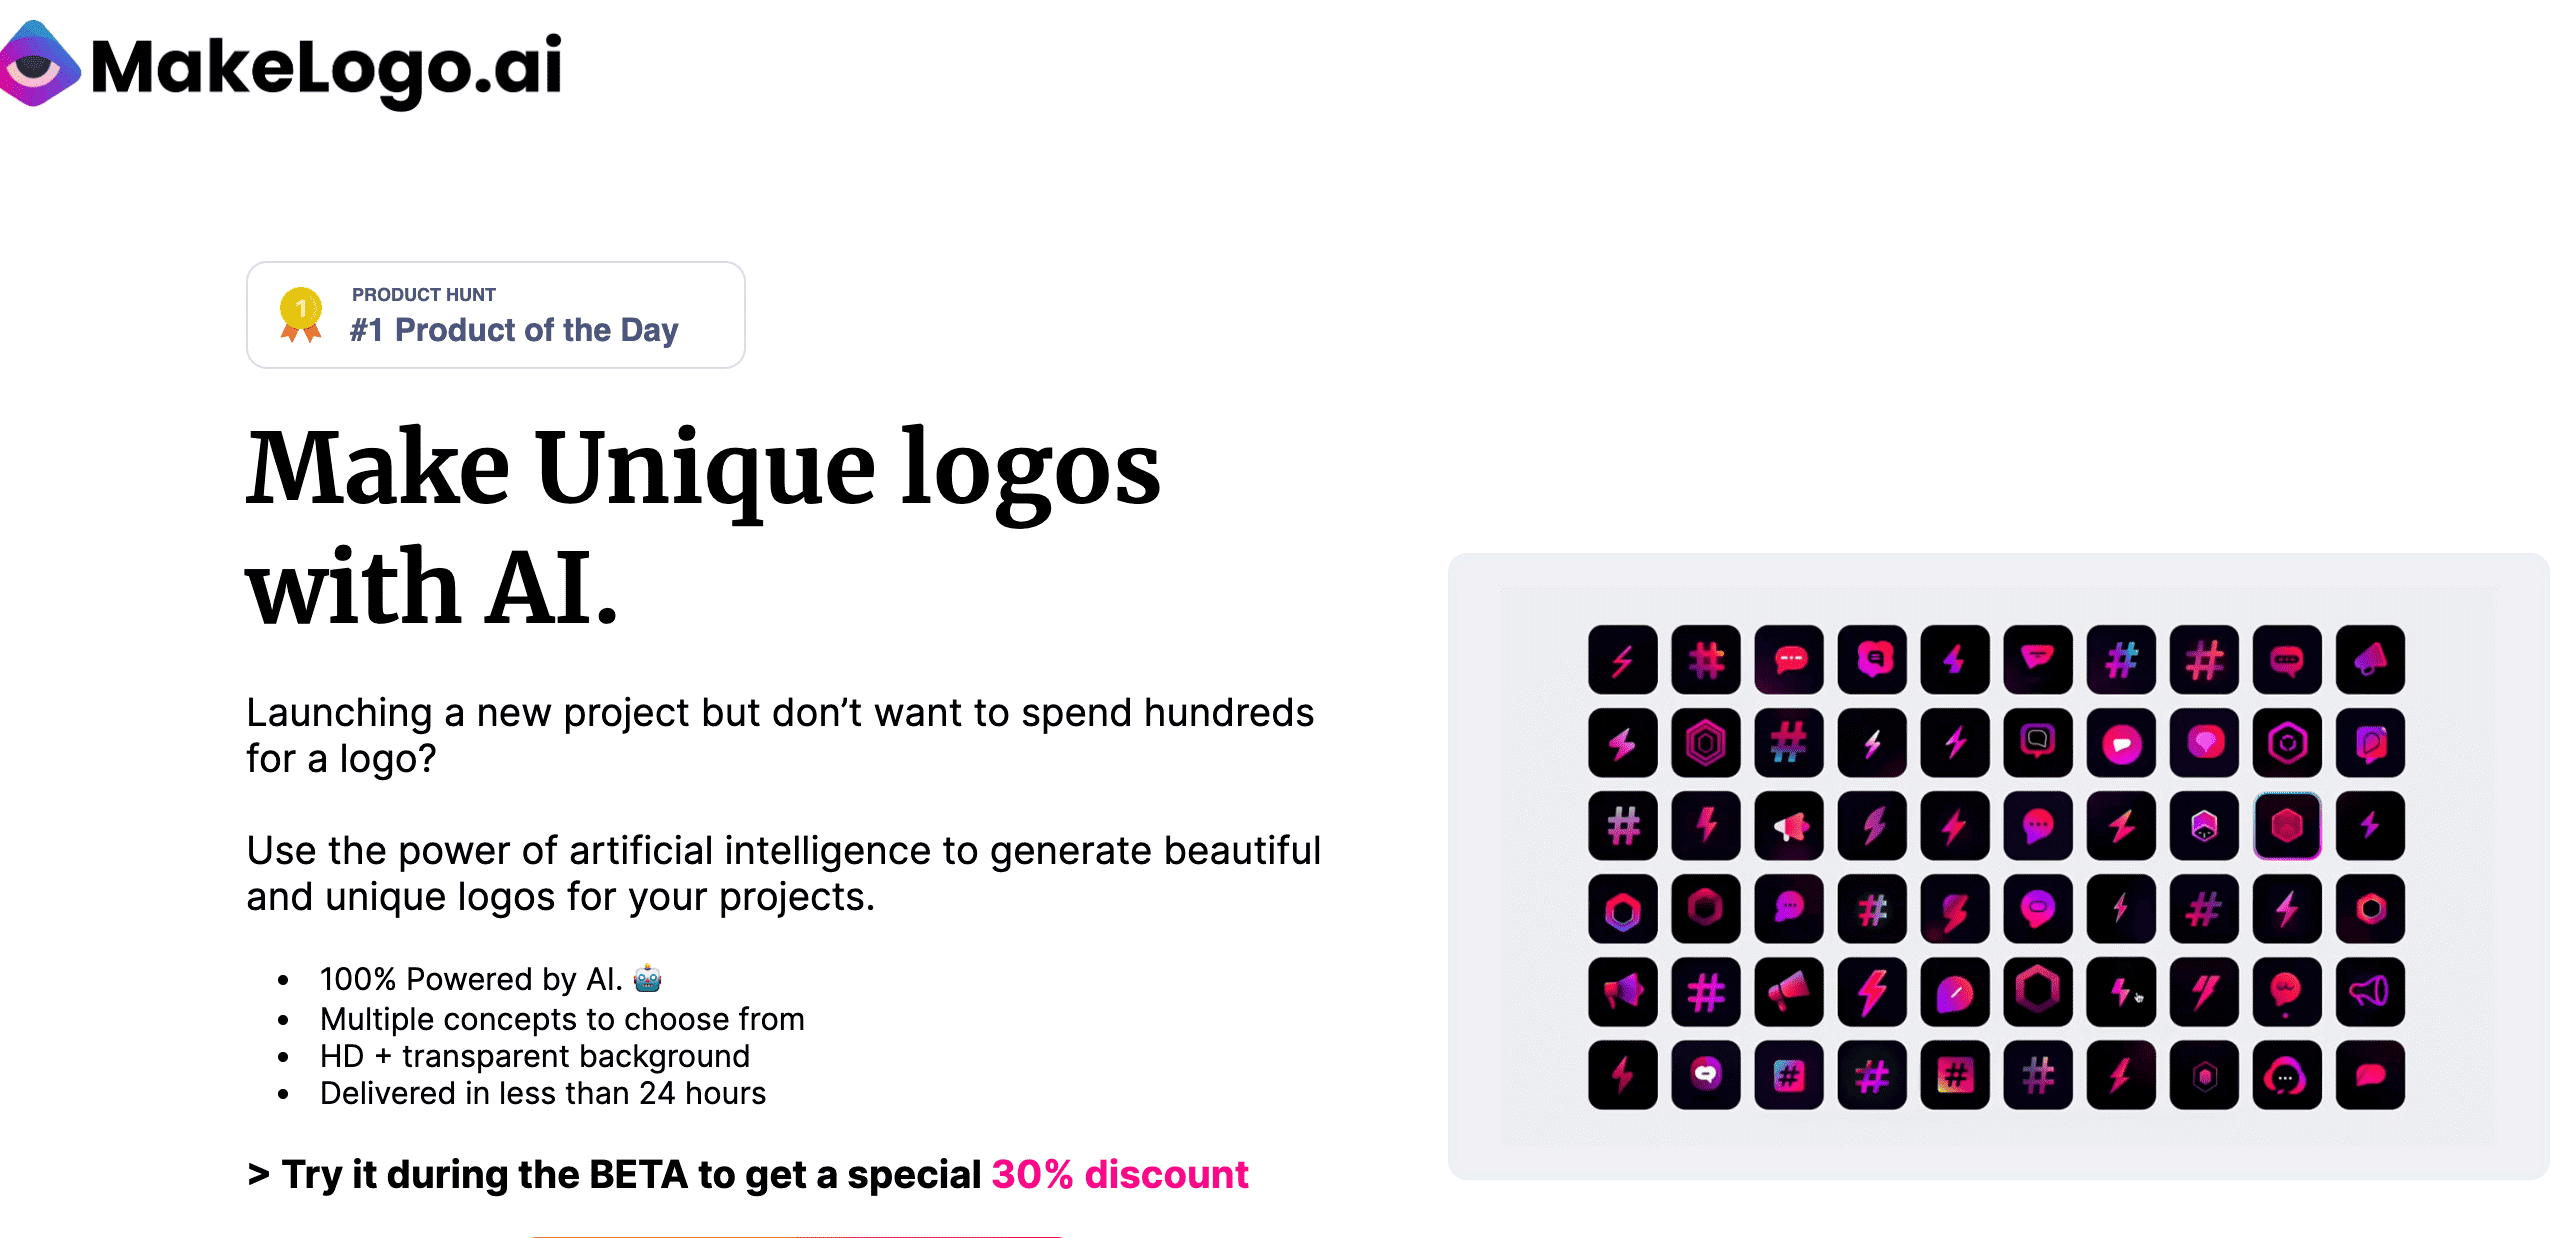 MakeLogo.ai
1
PRODUCT HUNT
#1 Product of the Day
Make Unique logos
with AI.
Launching a new project but don’t want to spend hundreds
for a logo?
Use the power of artificial intelligence to generate beautiful
and unique logos for your projects.
• 100% Powered by AI. 🤖
• Multiple concepts to choose from
• HD + transparent background
• Delivered in less than 24 hours
> Try it during the BETA to get a special 30% discount